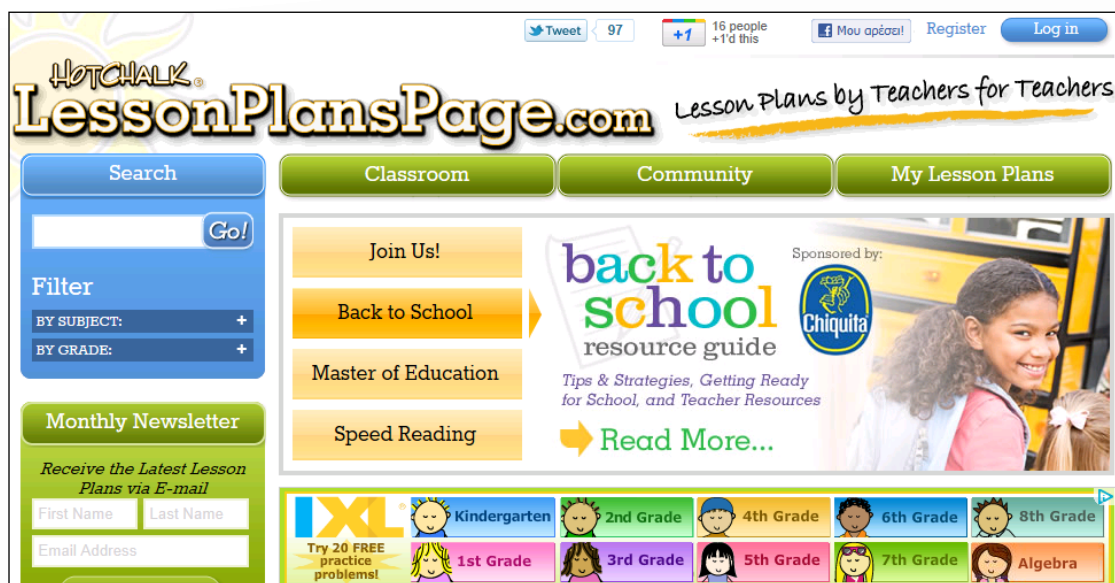 Tweet 97
+1 16 people
+1'd this
Μου αρέσει!
Register
Log in
HOTCHALK®
LessonPlansPage.com
Lesson Plans by Teachers for Teachers
Search
Classroom
Community
My Lesson Plans
Go!
Filter
BY SUBJECT: +
BY GRADE: +
Join Us!
Back to School
Master of Education
Speed Reading
back to
school
resource guide
Tips & Strategies, Getting Ready
for School, and Teacher Resources
Read More...
Sponsored by:
Chiquita
Monthly Newsletter
Receive the Latest Lesson
Plans via E-mail
First Name
Last Name
Email Address
IXL®
Try 20 FREE
practice
problems!
Kindergarten
2nd Grade
4th Grade
6th Grade
8th Grade
1st Grade
3rd Grade
5th Grade
7th Grade
Algebra